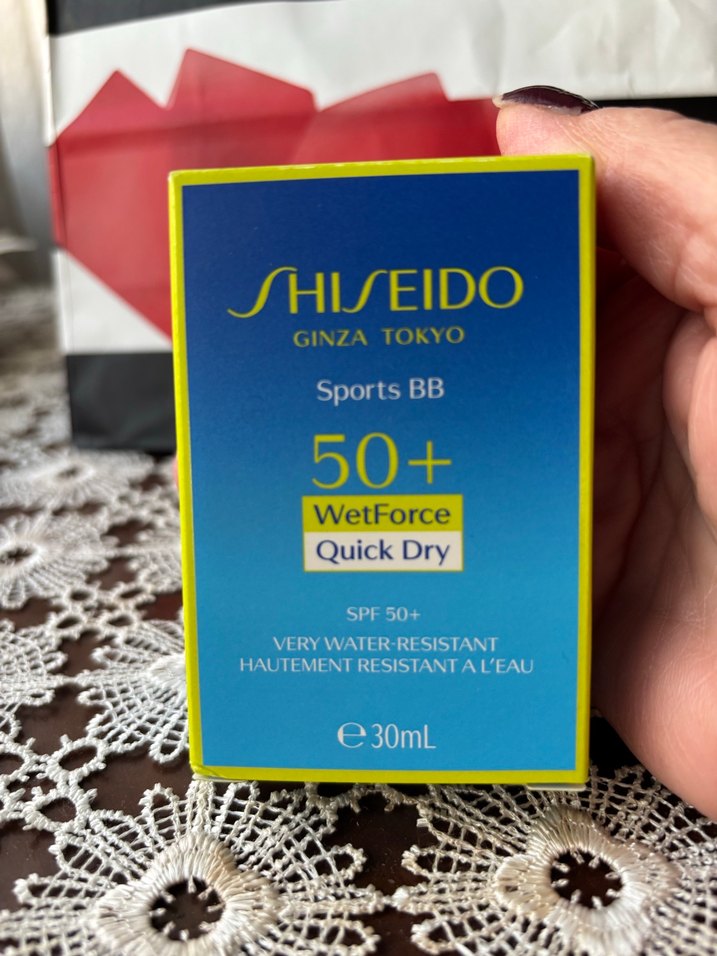 SHISEIDO
GINZA TOKYO
Sports BB
50+
WetForce
Quick Dry
SPF 50+
VERY WATER-RESISTANT
HAUTEMENT RESISTANT A L'EAU
℮30mL